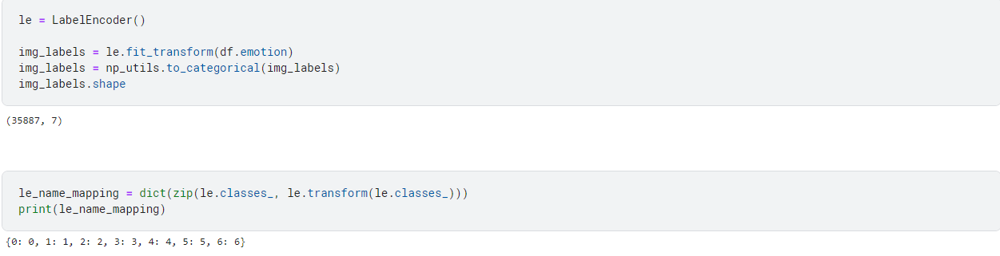 le = LabelEncoder()
img_labels = le.fit_transform(df.emotion)
img_labels = np_utils.to_categorical(img_labels)
img_labels.shape
(35887, 7)
le_name_mapping = dict(zip(le.classes_, le.transform(le.classes_)))
print(le_name_mapping)
{0: 0, 1: 1, 2: 2, 3: 3, 4: 4, 5: 5, 6: 6}